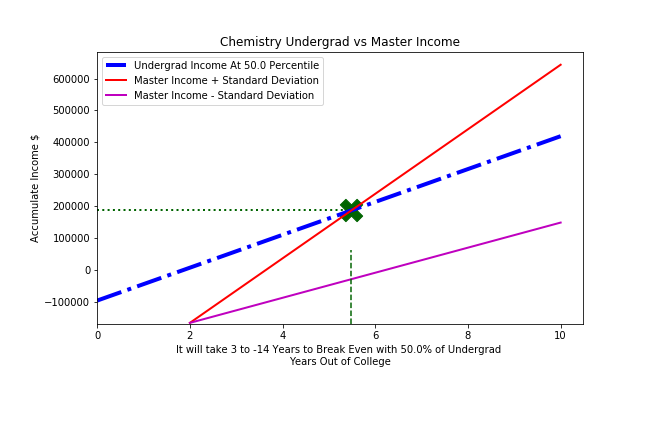 Chemistry Undergrad vs Master Income
Undergrad Income At 50.0 Percentile
Master Income + Standard Deviation
Master Income - Standard Deviation
Accumulate Income $
600000
500000
400000
300000
200000
100000
0
−100000
0 2 4 6 8 10
It will take 3 to -14 Years to Break Even with 50.0% of Undergrad
Years Out of College